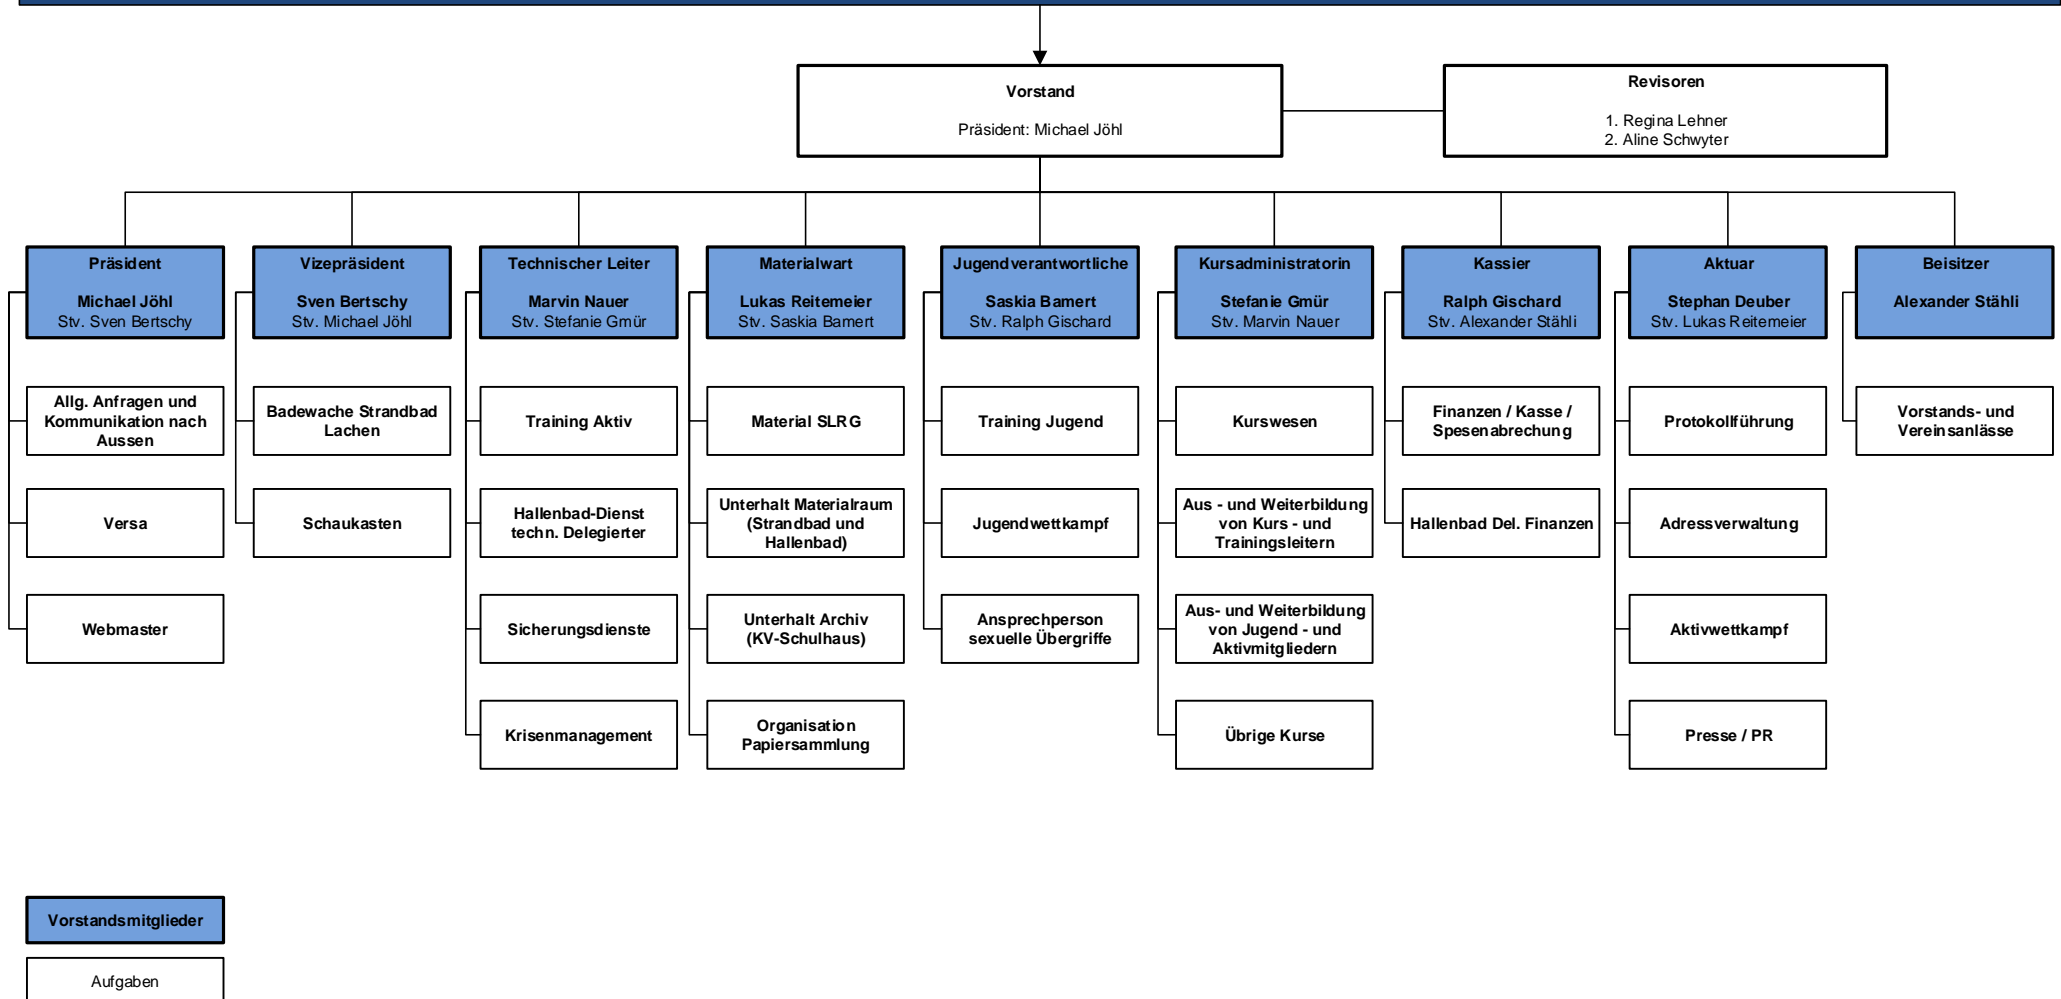 Vorstand
Präsident: Michael Jöhl
Revisoren
1. Regina Lehner
2. Aline Schwyter
Präsident
Michael Jöhl
Stv. Sven Bertschy
Vizepräsident
Sven Bertschy
Stv. Michael Jöhl
Technischer Leiter
Marvin Nauer
Stv. Stefanie Gmür
Materialwart
Lukas Reitemeier
Stv. Saskia Bamert
Jugendverantwortliche
Saskia Bamert
Stv. Ralph Gischard
Kursadministratorin
Stefanie Gmür
Stv. Marvin Nauer
Kassier
Ralph Gischard
Stv. Alexander Stähli
Aktuar
Stephan Deuber
Stv. Lukas Reitemeier
Beisitzer
Alexander Stähli
Allg. Anfragen und
Kommunikation nach
Aussen
Badewache Strandbad
Lachen
Training Aktiv
Material SLRG
Training Jugend
Kurswesen
Finanzen / Kasse /
Spesenabrechung
Protokollführung
Vorstands- und
Vereinsanlässe
Versa
Schaukasten
Hallenbad-Dienst
techn. Delegierter
Unterhalt Materialraum
(Strandbad und
Hallenbad)
Jugendwettkampf
Aus - und Weiterbildung
von Kurs - und
Trainingsleitern
Hallenbad Del. Finanzen
Adressverwaltung
Webmaster
Sicherungsdienste
Unterhalt Archiv
(KV-Schulhaus)
Ansprechperson
sexuelle Übergriffe
Aus- und Weiterbildung
von Jugend - und
Aktivmitgliedern
Aktivwettkampf
Krisenmanagement
Organisation
Papiersammlung
Übrige Kurse
Presse / PR
Vorstandsmitglieder
Aufgaben